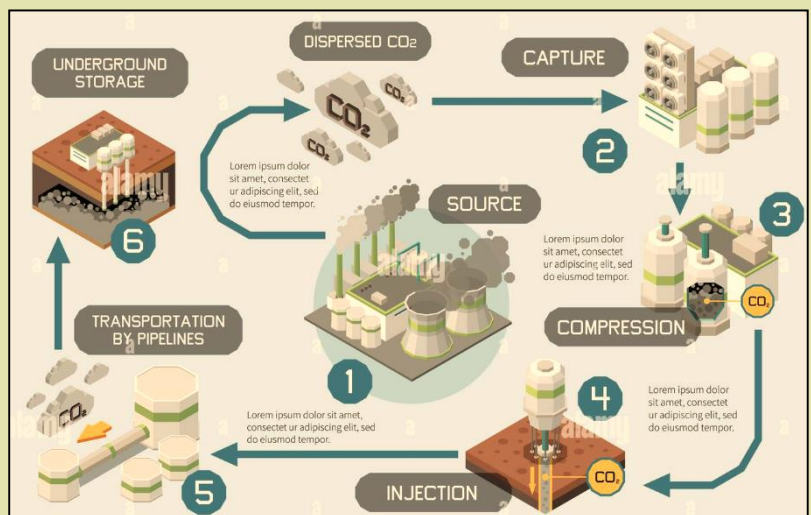 DISPERSED CO₂
CAPTURE
UNDERGROUND
STORAGE
CO₂
CO₂
CO₂
2
Lorem ipsum dolor
sit amet, consectet
ur adipiscing elit, sed
do eiusmod tempor.
alamy
alamy
SOURCE
3
6
alamy
Lorem ipsum dolor
sit amet, consectet
ur adipiscing elit, sed
do eiusmod tempor.
CO₂
TRANSPORTATION
BY PIPELINES
COMPRESSION
1
4
CO₂
alamy
Lorem ipsum dolor sit amet,
consectet ur adipiscing elit, sed
do eiusmod tempor.
alamy
Lorem ipsum dolor
sit amet, consectet
ur adipiscing elit, sed
do eiusmod tempor.
5
INJECTION
CO₂